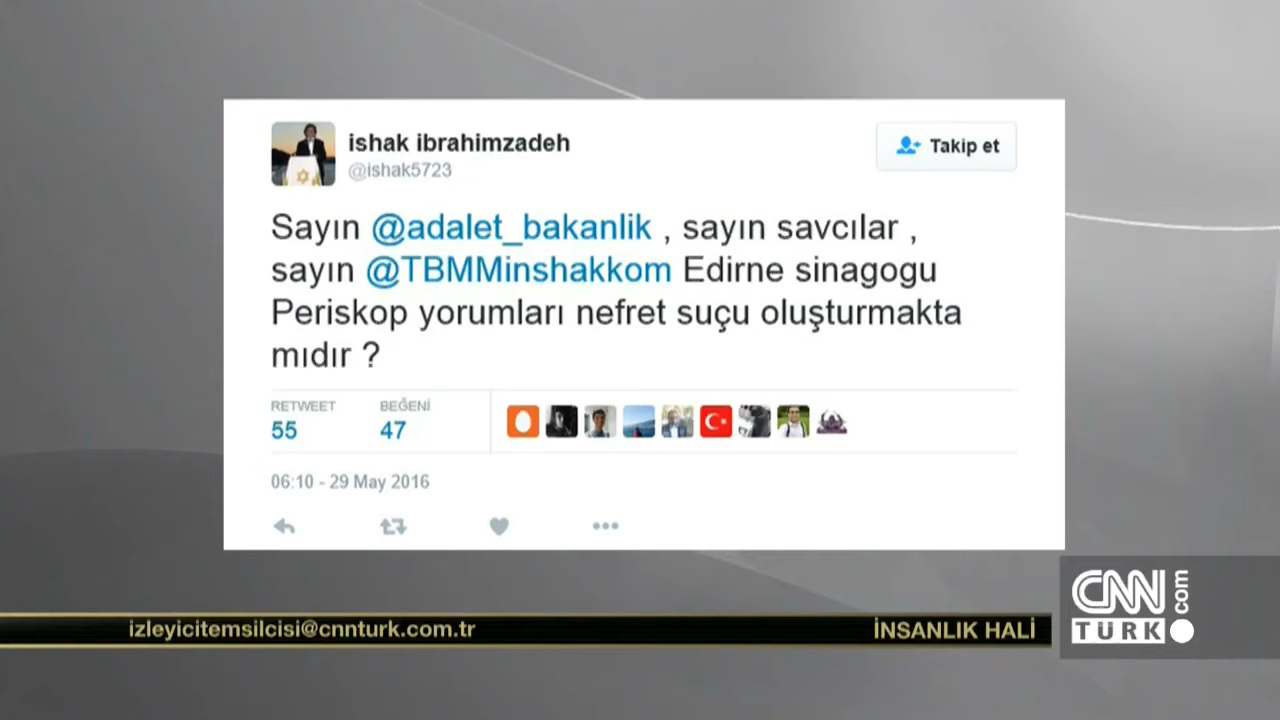 ishak ibrahimzadeh
@ishak5723
Takip et
Sayın @adalet_bakanlik , sayın savcılar ,
sayın @TBMMinshakkom Edirne sinagogu
Periskop yorumları nefret suçu oluşturmakta
mıdır ?
RETWEET BEĞENİ
55 47
06:10 - 29 May 2016
CNN
TÜRK
.com
izleyicitemsilcisi@cnnturk.com.tr
İNSANLIK HALİ